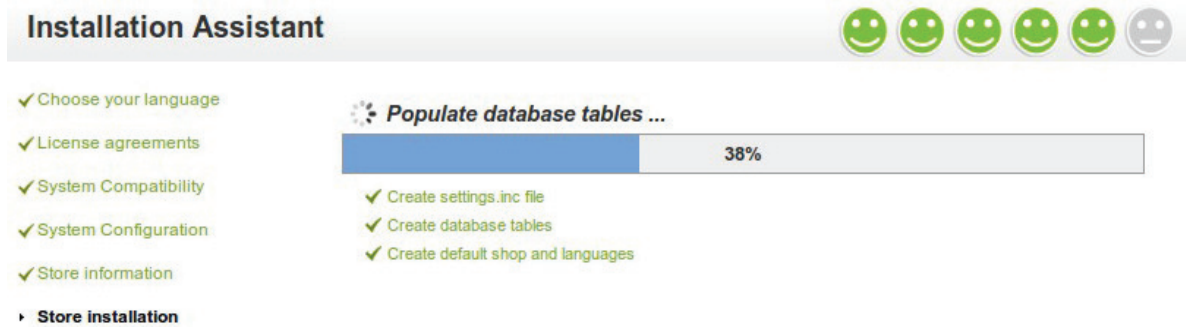 Installation Assistant
Choose your language
License agreements
System Compatibility
System Configuration
Store information
Store installation
Populate database tables ...
38%
Create settings.inc file
Create database tables
Create default shop and languages